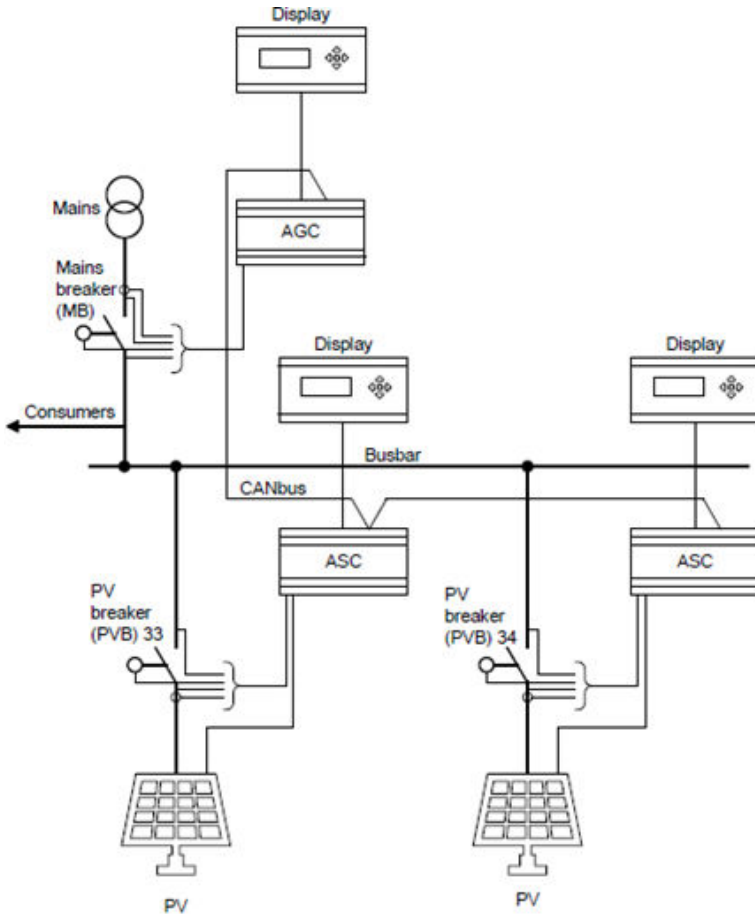 Display
Mains
AGC
Mains
breaker
(MB)
Display
Display
Consumers
Busbar
CANbus
ASC
ASC
PV
breaker
(PVB) 33
PV
breaker
(PVB) 34
PV
PV